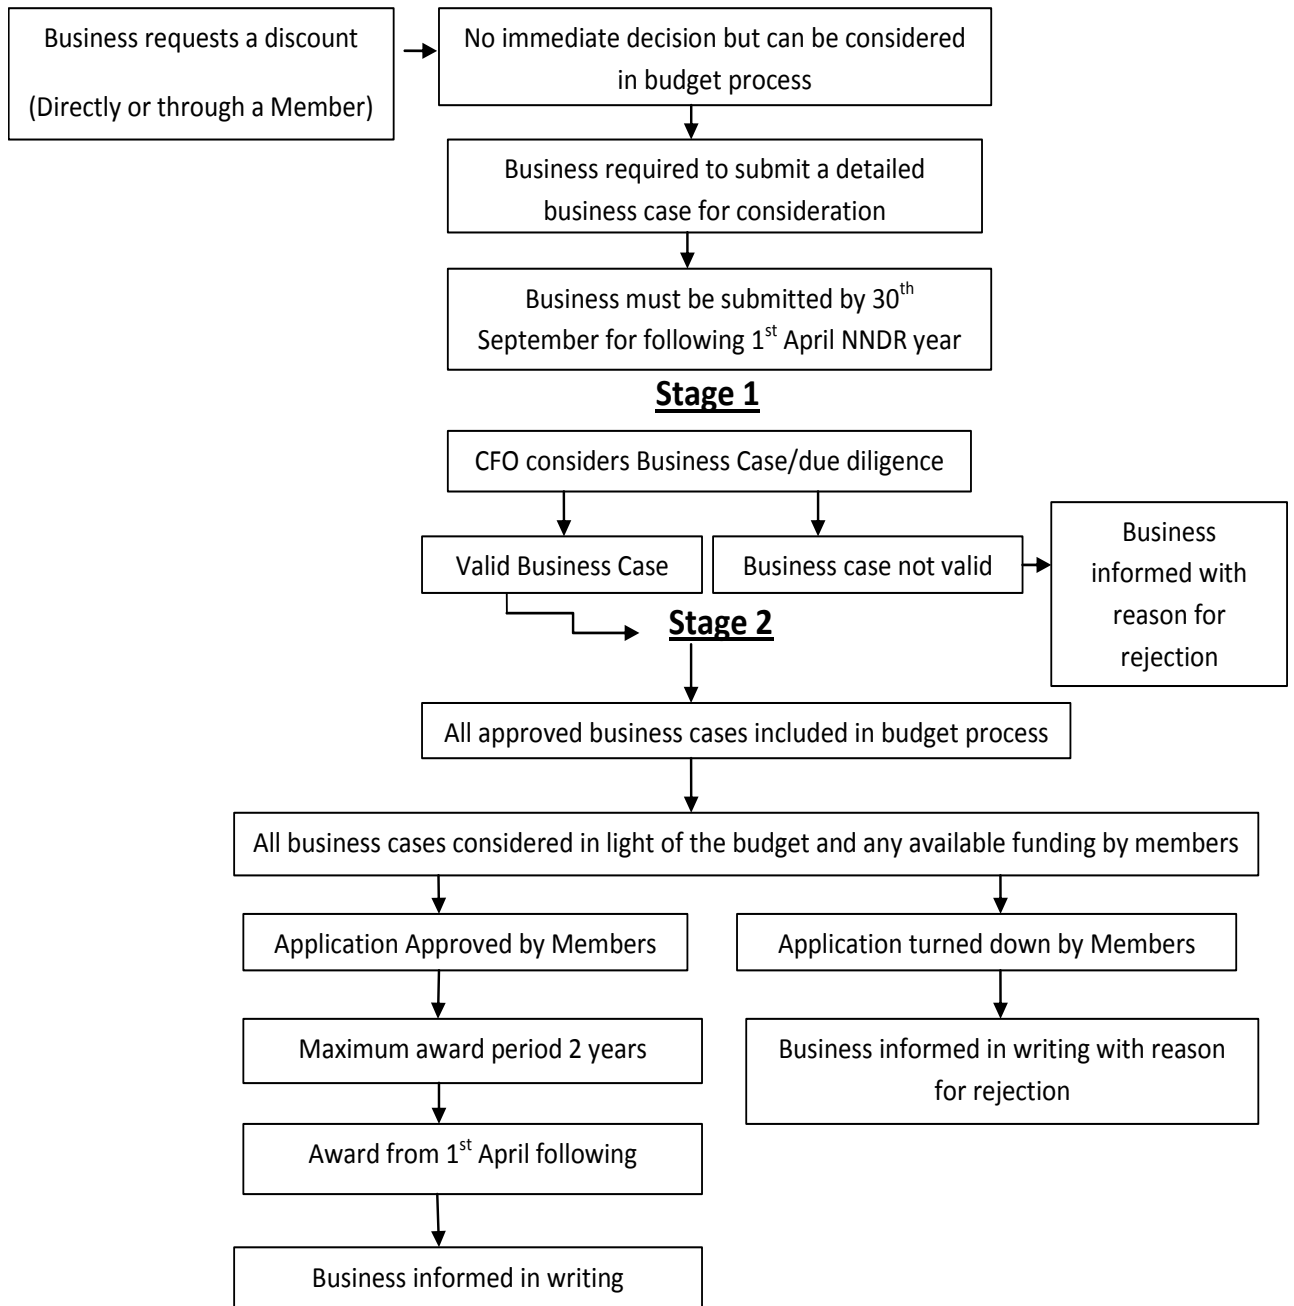 Business requests a discount
(Directly or through a Member)
No immediate decision but can be considered
in budget process
Business required to submit a detailed
business case for consideration
Business must be submitted by 30th
September for following 1st April NNDR year
Stage 1
CFO considers Business Case/due diligence
Valid Business Case
Business case not valid
Business
informed with
reason for
rejection
Stage 2
All approved business cases included in budget process
All business cases considered in light of the budget and any available funding by members
Application Approved by Members
Application turned down by Members
Maximum award period 2 years
Business informed in writing with reason
for rejection
Award from 1st April following
Business informed in writing